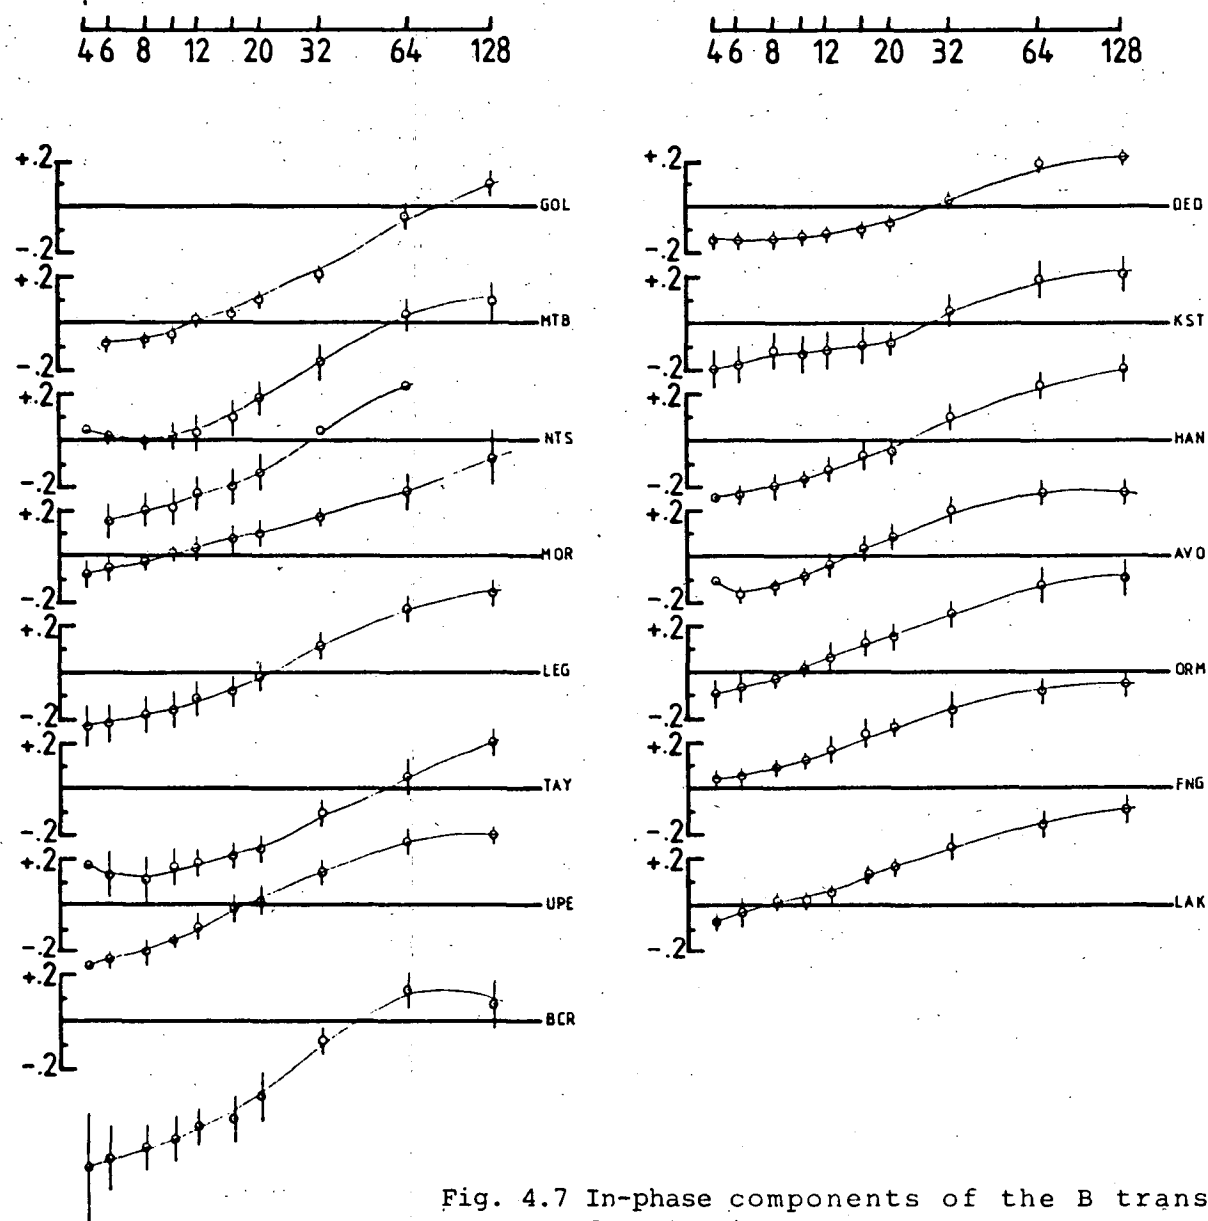 4 6 8 12 20 32 64 128
4 6 8 12 20 32 64 128
+.2
GOL
-.2
+.2
MTB
-.2
+.2
NTS
-.2
+.2
MOR
-.2
+.2
LEG
-.2
+.2
TAY
-.2
+.2
UPE
-.2
+.2
BCR
-.2
+.2
DED
-.2
+.2
KST
-.2
+.2
HAN
-.2
+.2
AVO
-.2
+.2
ORM
-.2
+.2
FNG
-.2
+.2
LAK
-.2
Fig. 4.7 In-phase components of the B trans